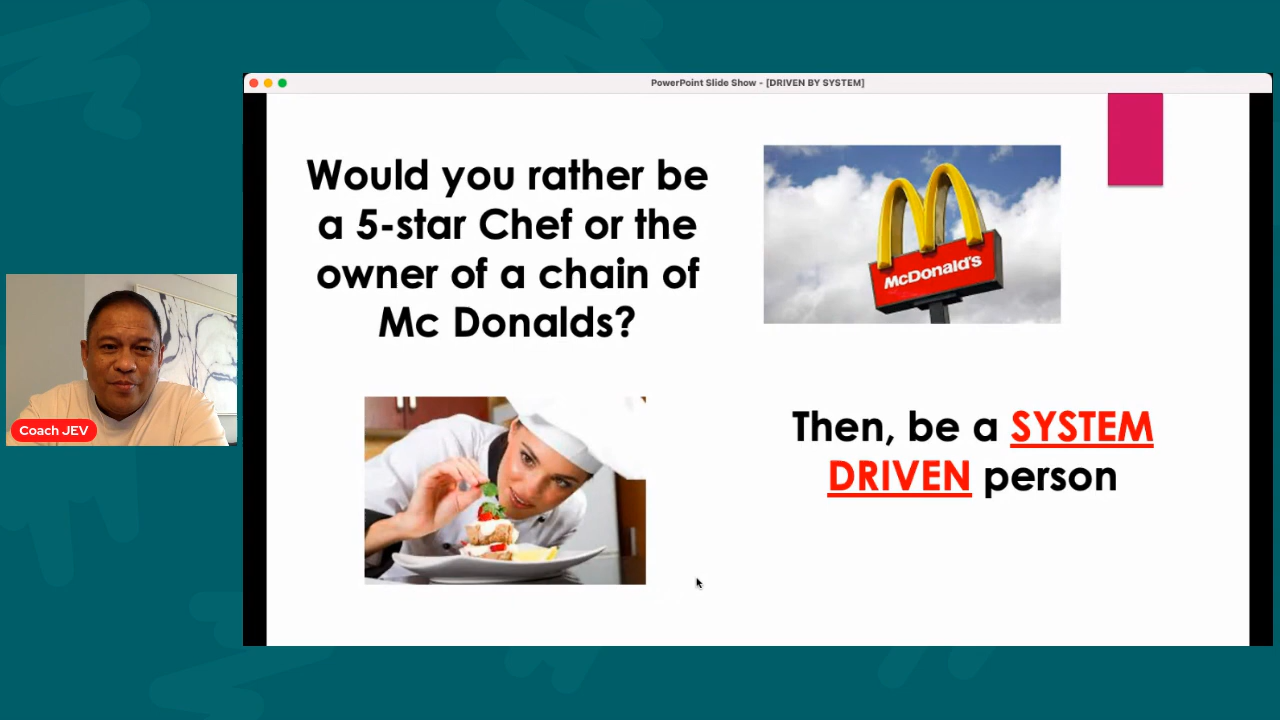 PowerPoint Slide Show - [DRIVEN BY SYSTEM]
Would you rather be
a 5-star Chef or the
owner of a chain of
Mc Donalds?
McDonald's
Then, be a SYSTEM
DRIVEN person
Coach JEV